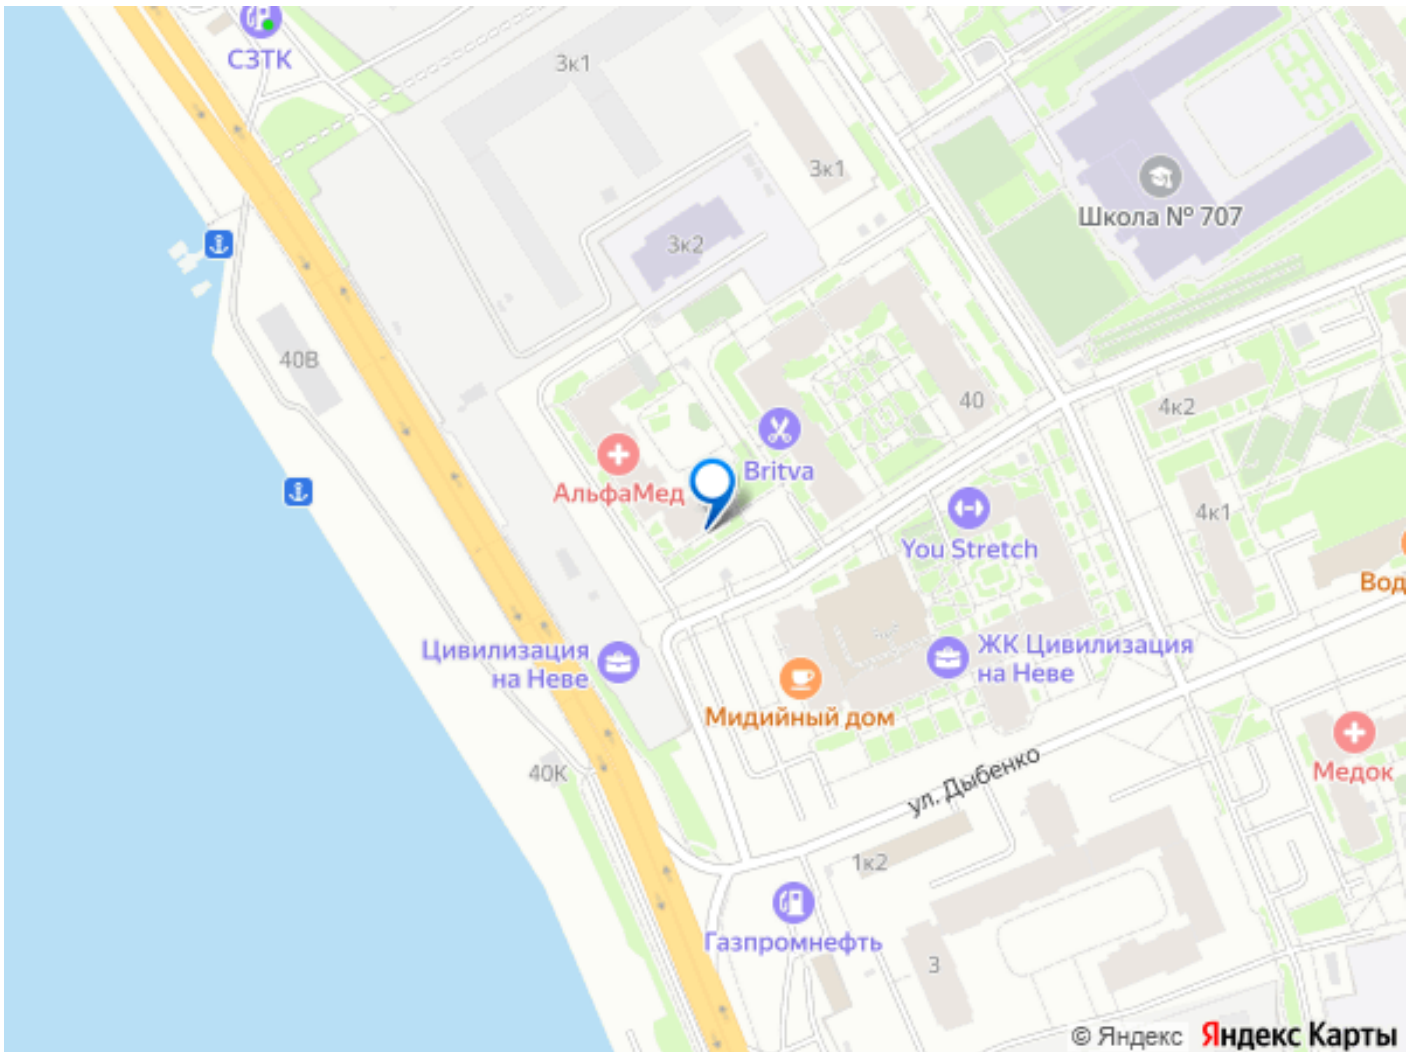 СЗТК
3к1
3к1
Школа № 707
3к2
40В
40
4к2
Britva
АльфаМед
4к1
You Stretch
Вод
Цивилизация
на Неве
ЖК Цивилизация
на Неве
Мидийный дом
40К
ул. Дыбенко
Медок
1к2
Газпромнефть
3
© Яндекс Яндекс Карты